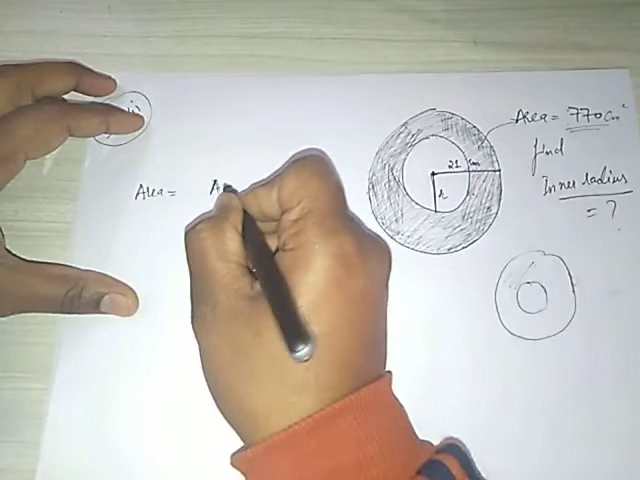 Area = 770 cm²
find
Inner radius
= ?
21 cm
r
Area = A